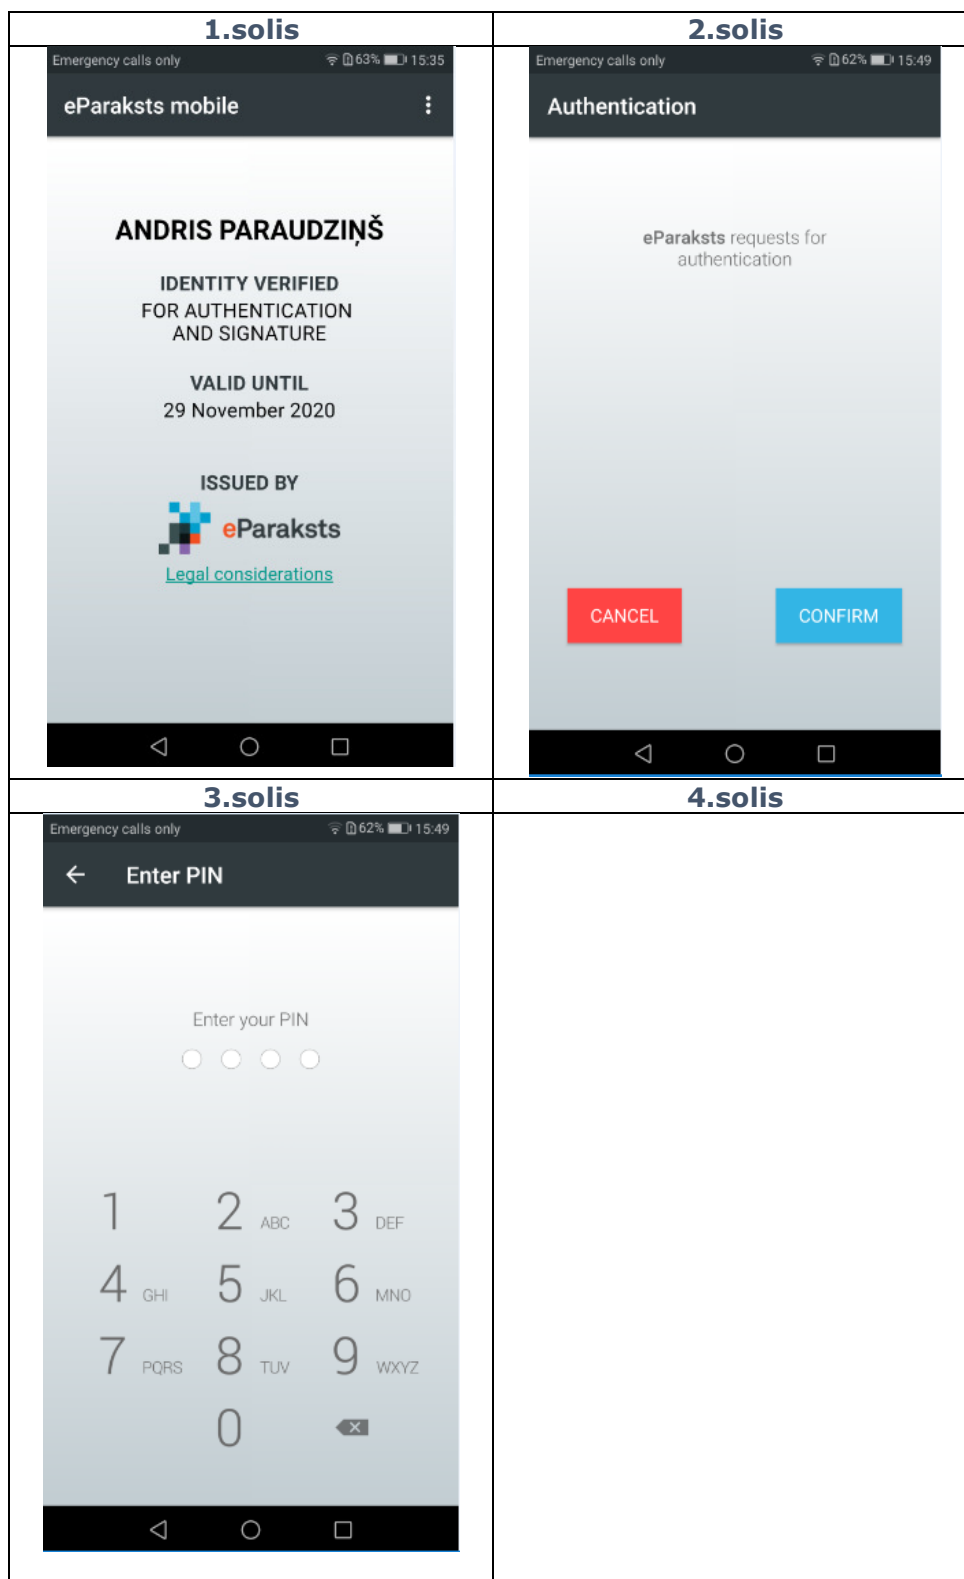 1.solis
2.solis
Emergency calls only 63% 15:35
eParaksts mobile
ANDRIS PARAUDZIŅŠ
IDENTITY VERIFIED
FOR AUTHENTICATION
AND SIGNATURE
VALID UNTIL
29 November 2020
ISSUED BY
eParaksts
Legal considerations
Emergency calls only 62% 15:49
Authentication
eParaksts requests for
authentication
CANCEL CONFIRM
3.solis
4.solis
Emergency calls only 62% 15:49
Enter PIN
Enter your PIN
1 2 ABC 3 DEF
4 GHI 5 JKL 6 MNO
7 PQRS 8 TUV 9 WXYZ
0